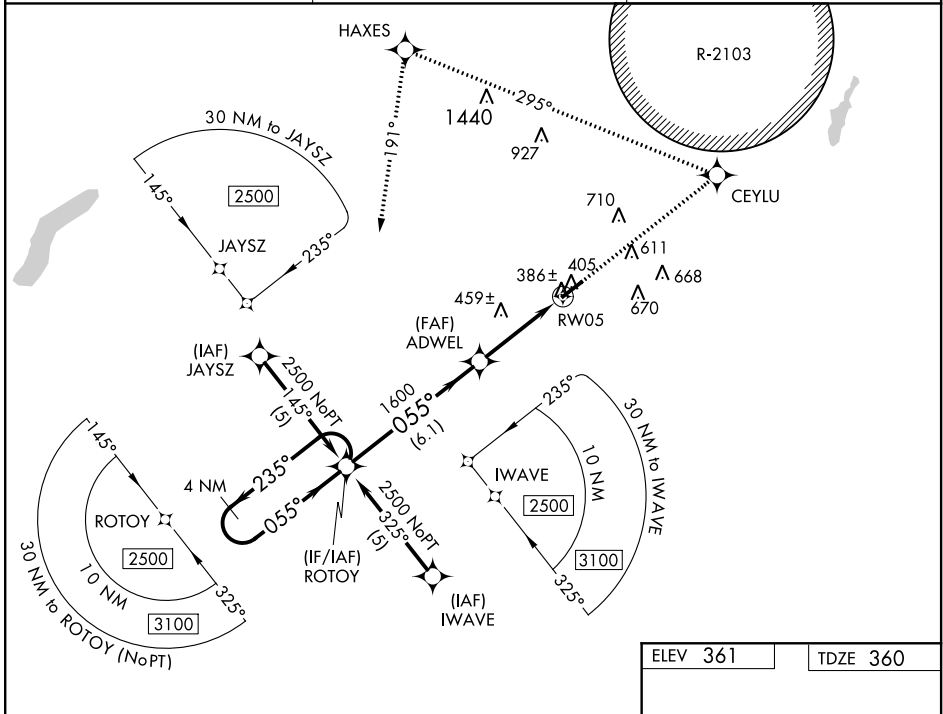 HAXES
R-2103
295°
1440
927
191°
30 NM to JAYSZ
145°
2500
235°
JAYSZ
CEYLU
710
611
668
670
386±
405
459±
RW05
(FAF)
ADWEL
(IAF)
JAYSZ
2500 NoPT
145°
(5)
1600
055°
(6.1)
4 NM
235°
055°
2500 NoPT
325°
(5)
(IF/IAF)
ROTOY
(IAF)
IWAVE
145°
ROTOY
2500
10 NM
3100
325°
30 NM to ROTOY (NoPT)
235°
IWAVE
10 NM
2500
3100
325°
30 NM to IWAVE
ELEV 361
TDZE 360